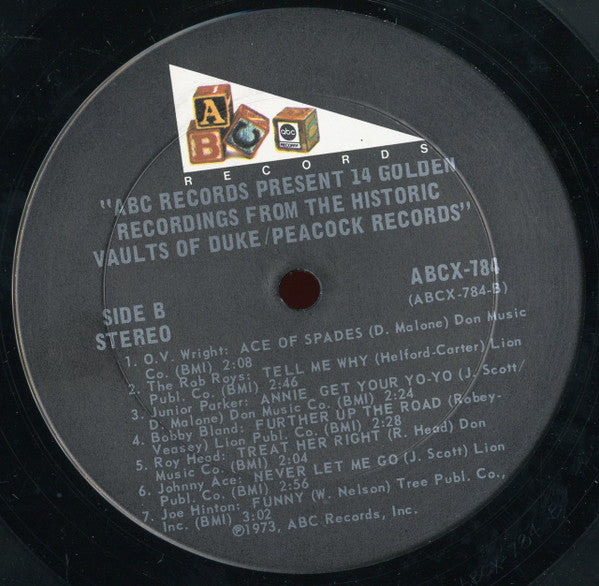 A
B
C
abc
RECORDS
RECORDS
"ABC RECORDS PRESENT 14 GOLDEN
RECORDINGS FROM THE HISTORIC
VAULTS OF DUKE/PEACOCK RECORDS"
ABCX-784
(ABCX-784-B)
SIDE B
STEREO
1. O.V. Wright: ACE OF SPADES (D. Malone) Don Music
Co. (BMI) 2:08
2. The Rob Roys: TELL ME WHY (Helford-Carter) Lion
Publ. Co. (BMI) 2:46
3. Junior Parker: ANNIE, GET YOUR YO-YO (J. Scott/
D. Malone) Don Music Co. (BMI) 2:24
4. Bobby Bland: FURTHER UP THE ROAD (Robey-
Veasey) Lion Publ. Co. (BMI) 2:28
5. Roy Head: TREAT HER RIGHT (R. Head) Don
Music Co. (BMI) 2:04
6. Johnny Ace: NEVER LET ME GO (J. Scott) Lion
Publ. Co. (BMI) 2:56
7. Joe Hinton: FUNNY (W. Nelson) Tree Publ. Co.,
Inc. (BMI) 3:02
℗1973, ABC Records, Inc.
ABCX-784